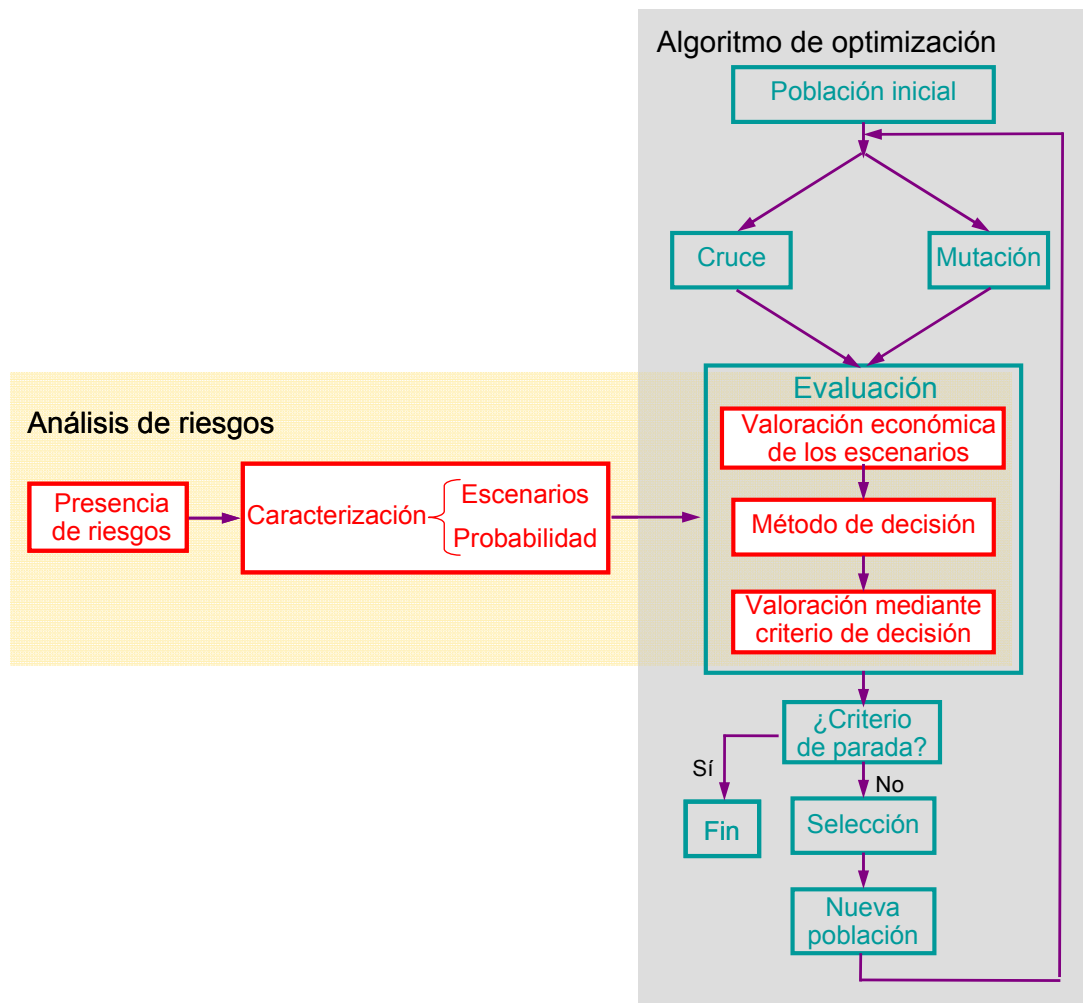 Algoritmo de optimización
Población inicial
Cruce
Mutación
Evaluación
Valoración económica
de los escenarios
Análisis de riesgos
Presencia
de riesgos
Caracterización
Escenarios
Probabilidad
Método de decisión
Valoración mediante
criterio de decisión
¿Criterio
de parada?
Sí
No
Fin
Selección
Nueva
población